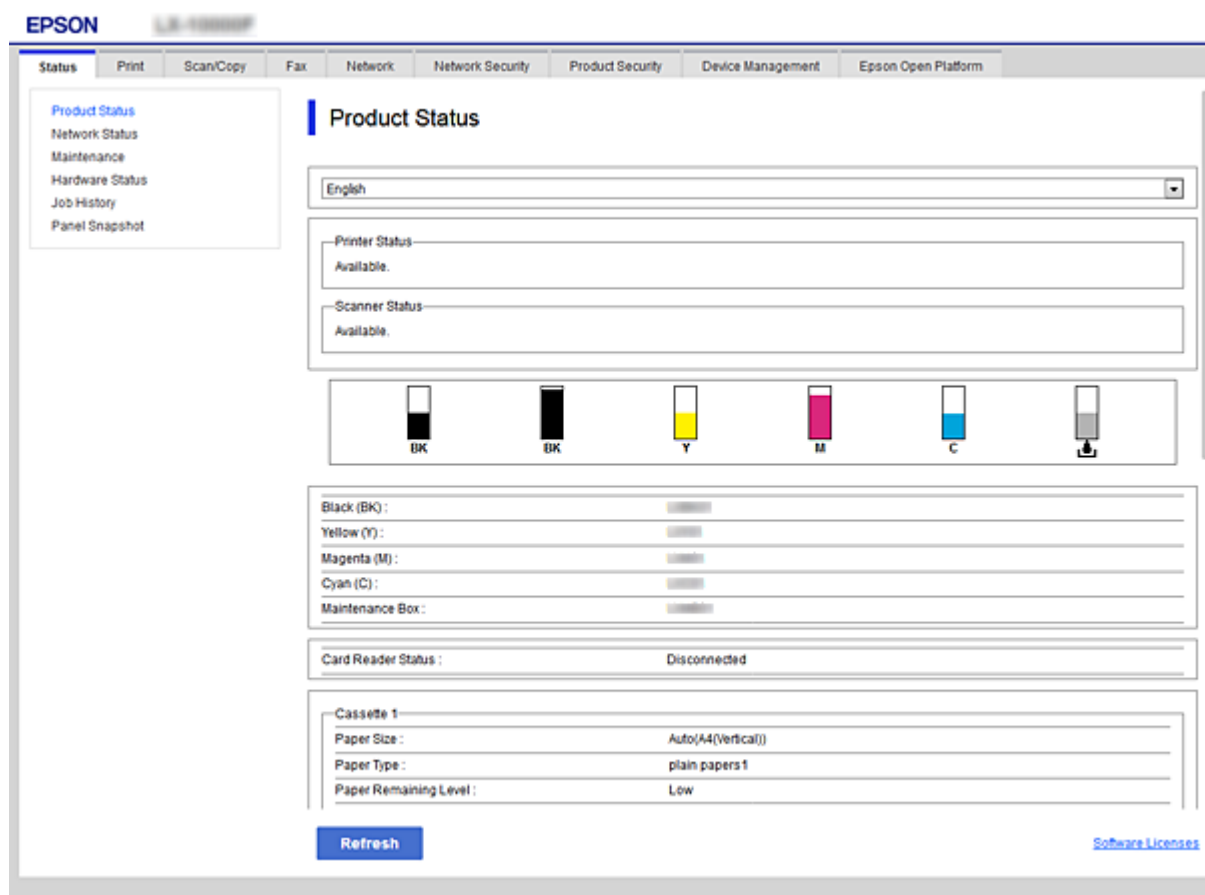 EPSON
Status Print Scan/Copy Fax Network Network Security Product Security Device Management Epson Open Platform
Product Status
Network Status
Maintenance
Hardware Status
Job History
Panel Snapshot
Product Status
English
Printer Status
Available.
Scanner Status
Available.
BK BK Y M C
Black (BK) :
Yellow (Y) :
Magenta (M) :
Cyan (C) :
Maintenance Box :
Card Reader Status : Disconnected
Cassette 1
Paper Size : Auto(A4(Vertical))
Paper Type : plain papers1
Paper Remaining Level : Low
Refresh
Software Licenses